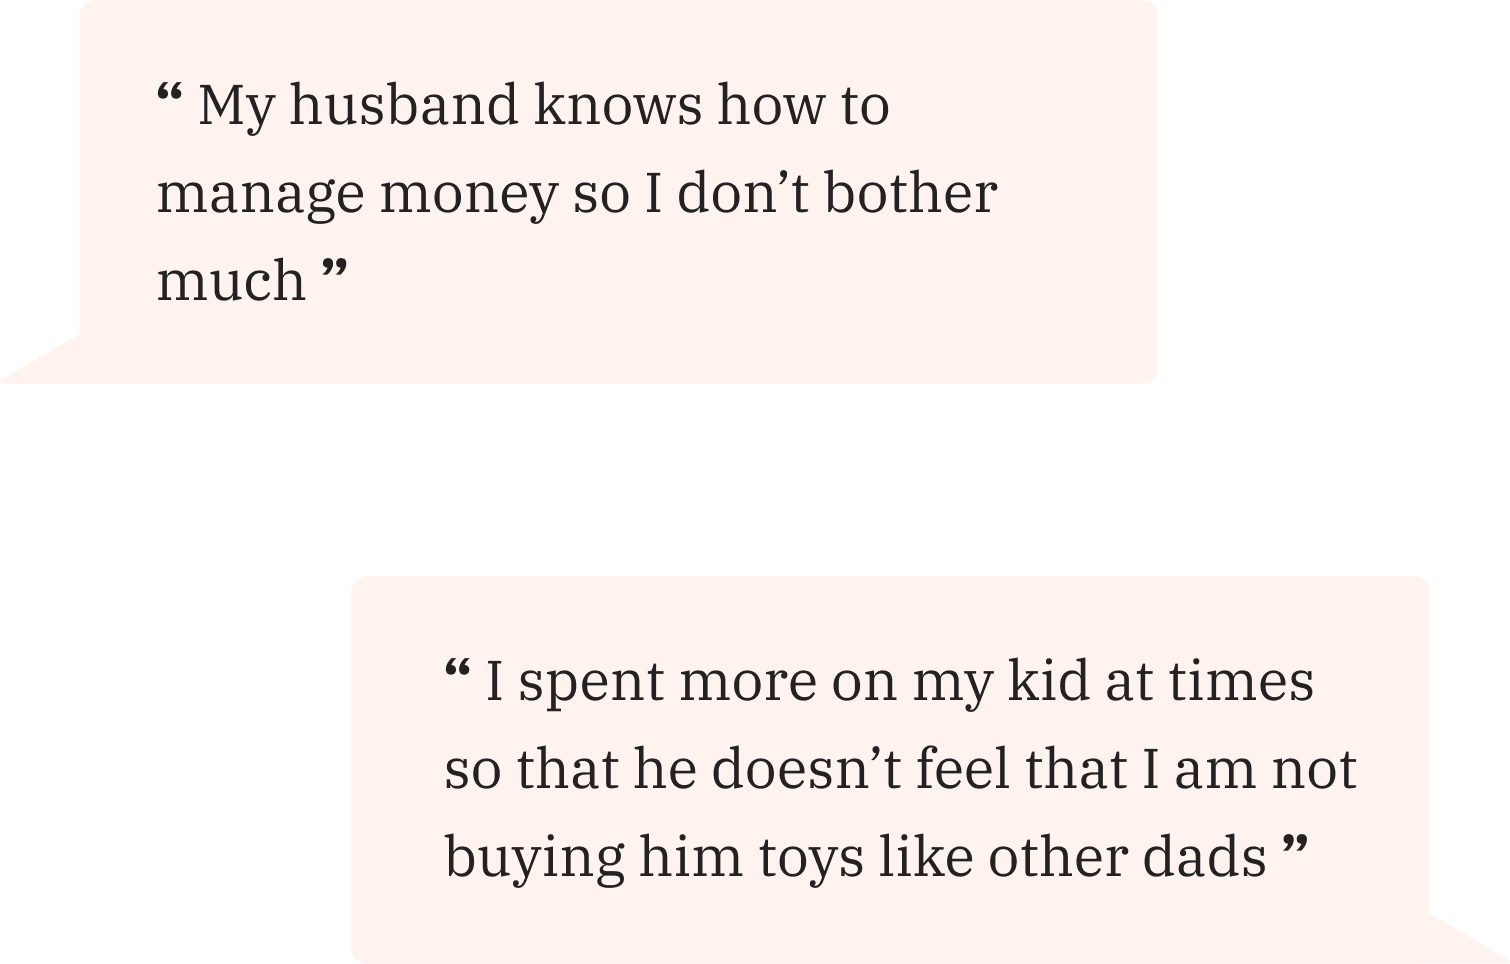 “ My husband knows how to
manage money so I don’t bother
much ”
“ I spent more on my kid at times
so that he doesn’t feel that I am not
buying him toys like other dads ”